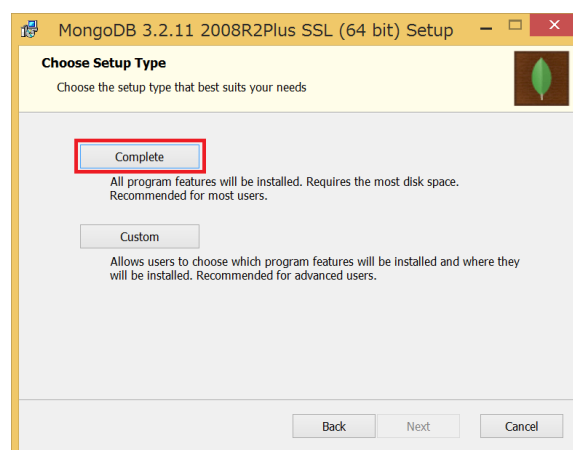 MongoDB 3.2.11 2008R2Plus SSL (64 bit) Setup
Choose Setup Type
Choose the setup type that best suits your needs
Complete
All program features will be installed. Requires the most disk space.
Recommended for most users.
Custom
Allows users to choose which program features will be installed and where they
will be installed. Recommended for advanced users.
Back Next Cancel